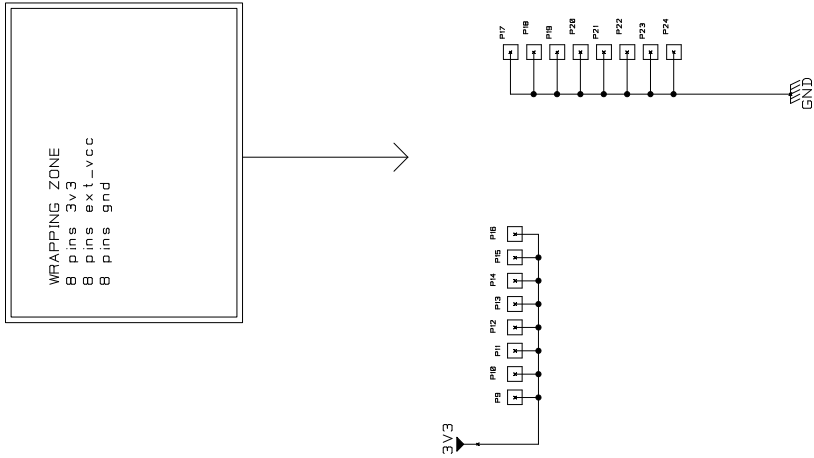 WRAPPING ZONE
8 pins 3v3
8 pins ext_vcc
8 pins gnd
P17
P18
P19
P20
P21
P22
P23
P24
GND
P16
P15
P14
P13
P12
P11
P10
P9
3V3